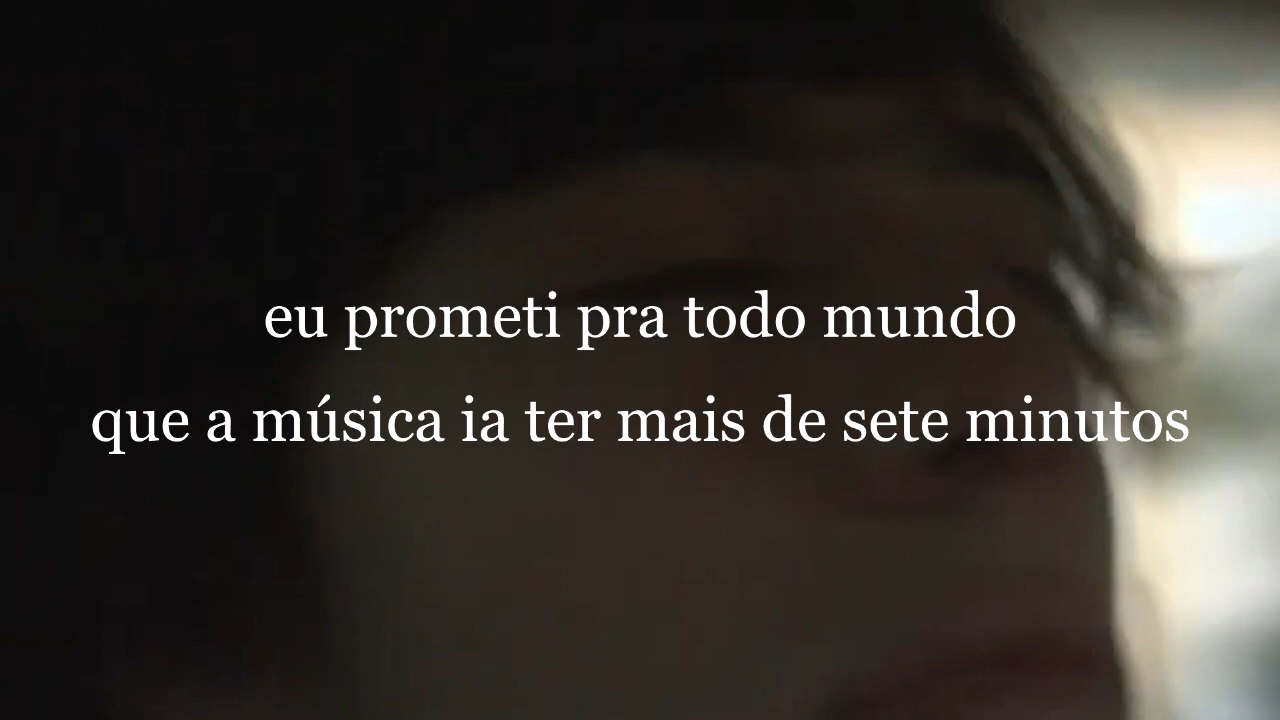 eu prometi pra todo mundo
que a música ia ter mais de sete minutos